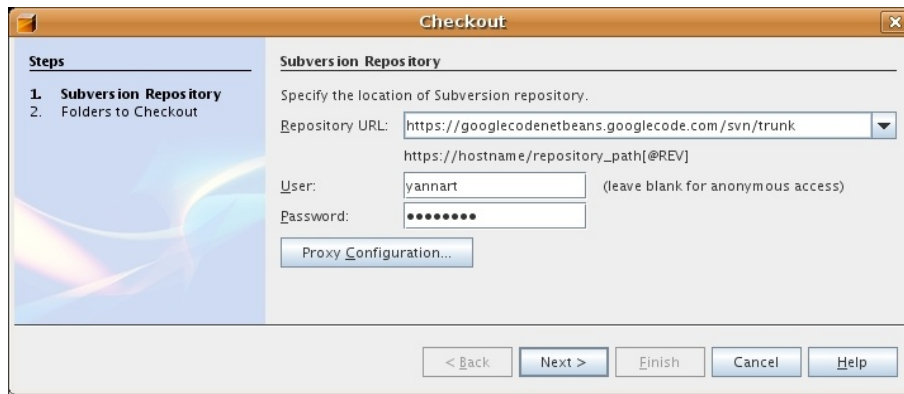 Checkout
Steps
1. Subversion Repository
2. Folders to Checkout
Subversion Repository
Specify the location of Subversion repository.
Repository URL: https://googlecodenetbeans.googlecode.com/svn/trunk
https://hostname/repository_path[@REV]
User: yannart (leave blank for anonymous access)
Password: ••••••••
Proxy Configuration...
< Back Next > Finish Cancel Help